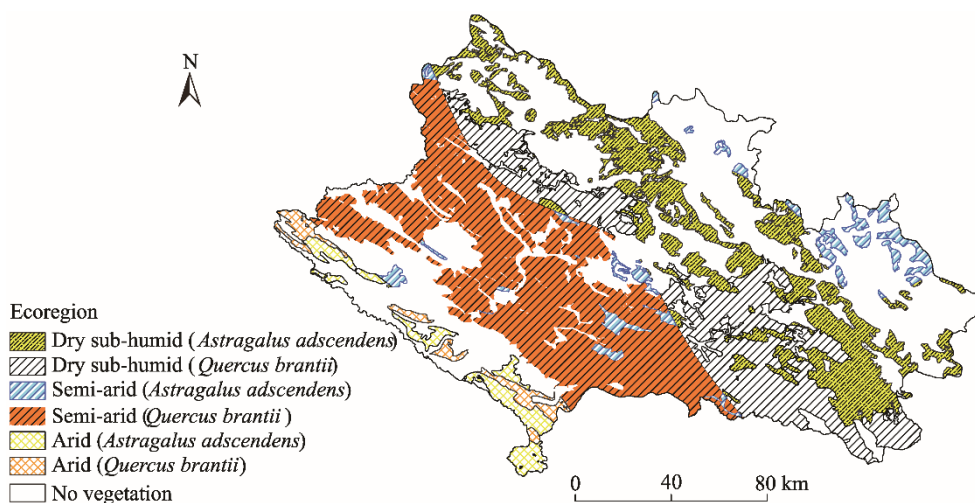 N
Ecoregion
Dry sub-humid (Astragalus adscendens)
Dry sub-humid (Quercus brantii)
Semi-arid (Astragalus adscendens)
Semi-arid (Quercus brantii )
Arid (Astragalus adscendens)
Arid (Quercus brantii)
No vegetation
0 40 80 km